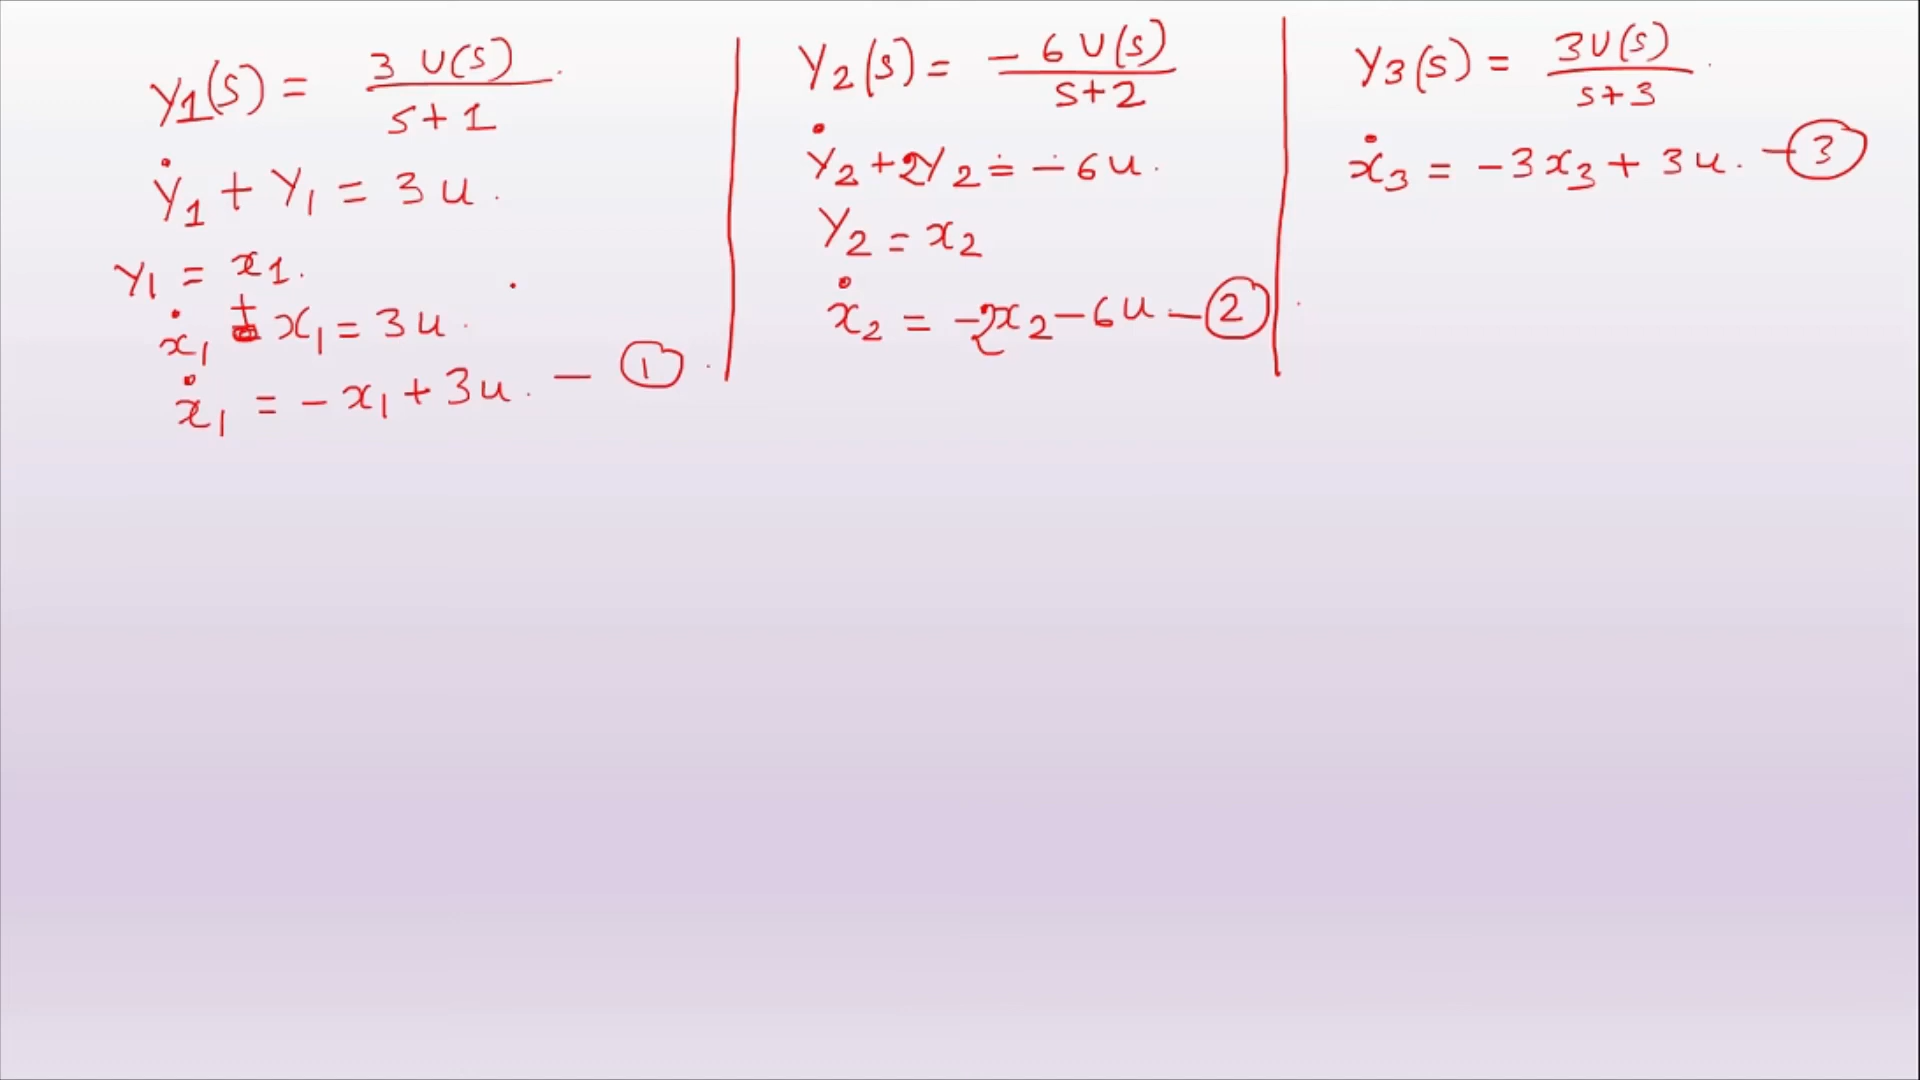 Y1(s) = 3 U(s) / s+1
Ẏ1 + Y1 = 3u.
Y1 = x1.
ẋ1 + x1 = 3u.
ẋ1 = - x1 + 3u. - ①
Y2(s) = - 6 U(s) / s+2
Ẏ2 + 2Y2 = - 6u.
Y2 = x2
ẋ2 = -2x2 - 6u - ②
Y3(s) = 3U(s) / s+3
ẋ3 = -3x3 + 3u. - ③